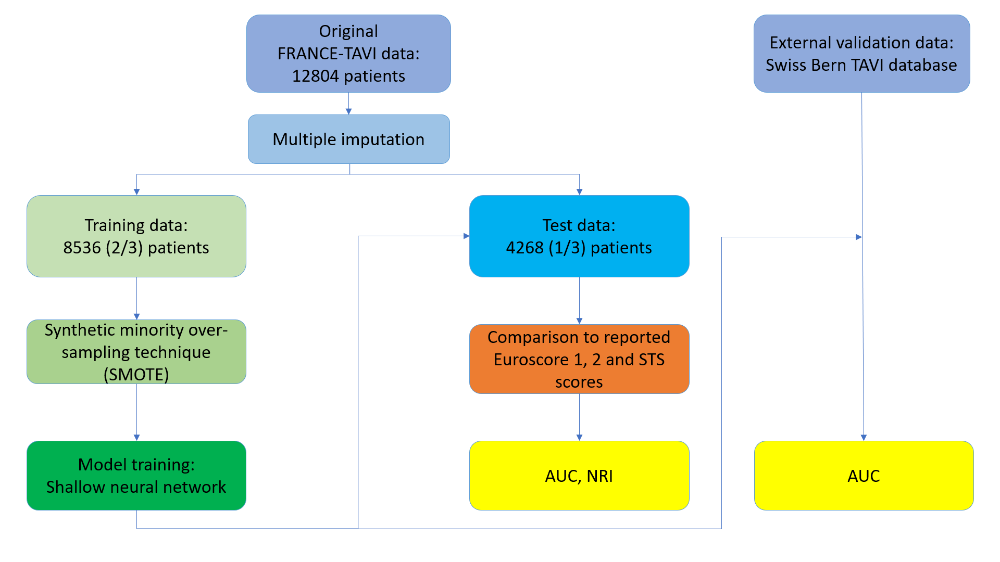 Original
FRANCE-TAVI data:
12804 patients
External validation data:
Swiss Bern TAVI database
Multiple imputation
Training data:
8536 (2/3) patients
Test data:
4268 (1/3) patients
Synthetic minority over-
sampling technique
(SMOTE)
Comparison to reported
Euroscore 1, 2 and STS
scores
Model training:
Shallow neural network
AUC, NRI
AUC